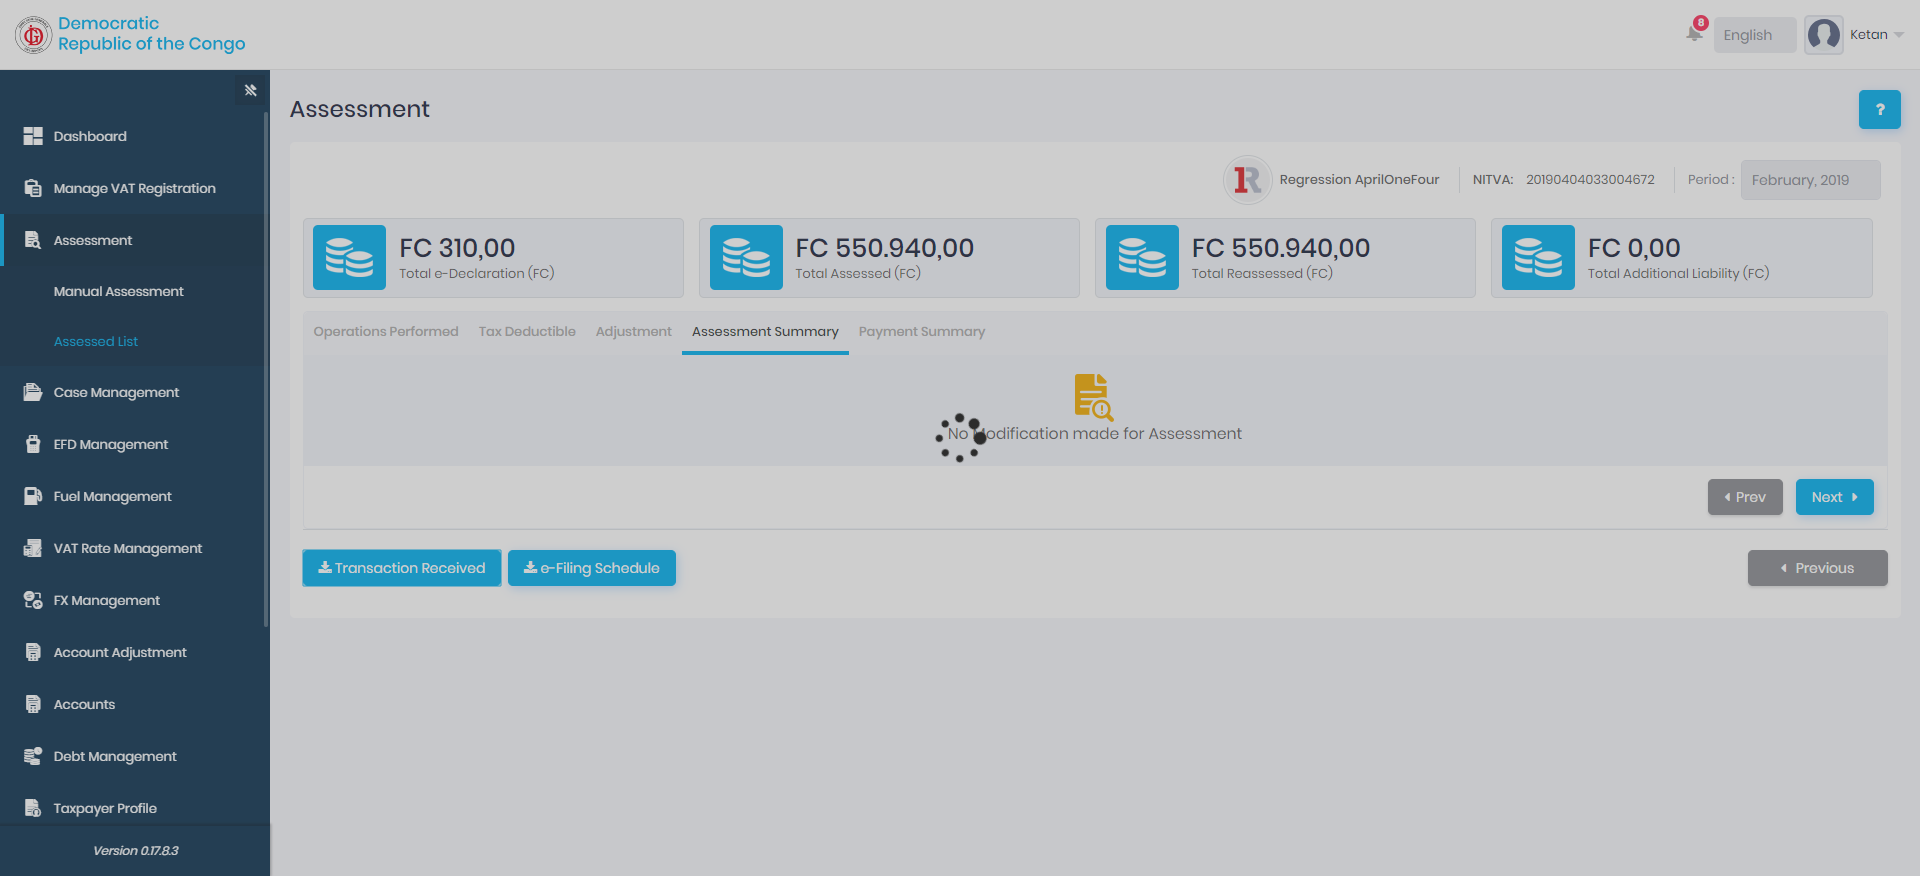 Democratic
Republic of the Congo
8
English
Ketan
Dashboard
Manage VAT Registration
Assessment
Manual Assessment
Assessed List
Case Management
EFD Management
Fuel Management
VAT Rate Management
FX Management
Account Adjustment
Accounts
Debt Management
Taxpayer Profile
Version 0.17.8.3
Assessment
?
1R
Regression AprilOneFour
NITVA: 20190404033004672
Period : February, 2019
FC 310,00
Total e-Declaration (FC)
FC 550.940,00
Total Assessed (FC)
FC 550.940,00
Total Reassessed (FC)
FC 0,00
Total Additional Liability (FC)
Operations Performed Tax Deductible Adjustment Assessment Summary Payment Summary
No Modification made for Assessment
Prev Next
Transaction Received e-Filing Schedule Previous